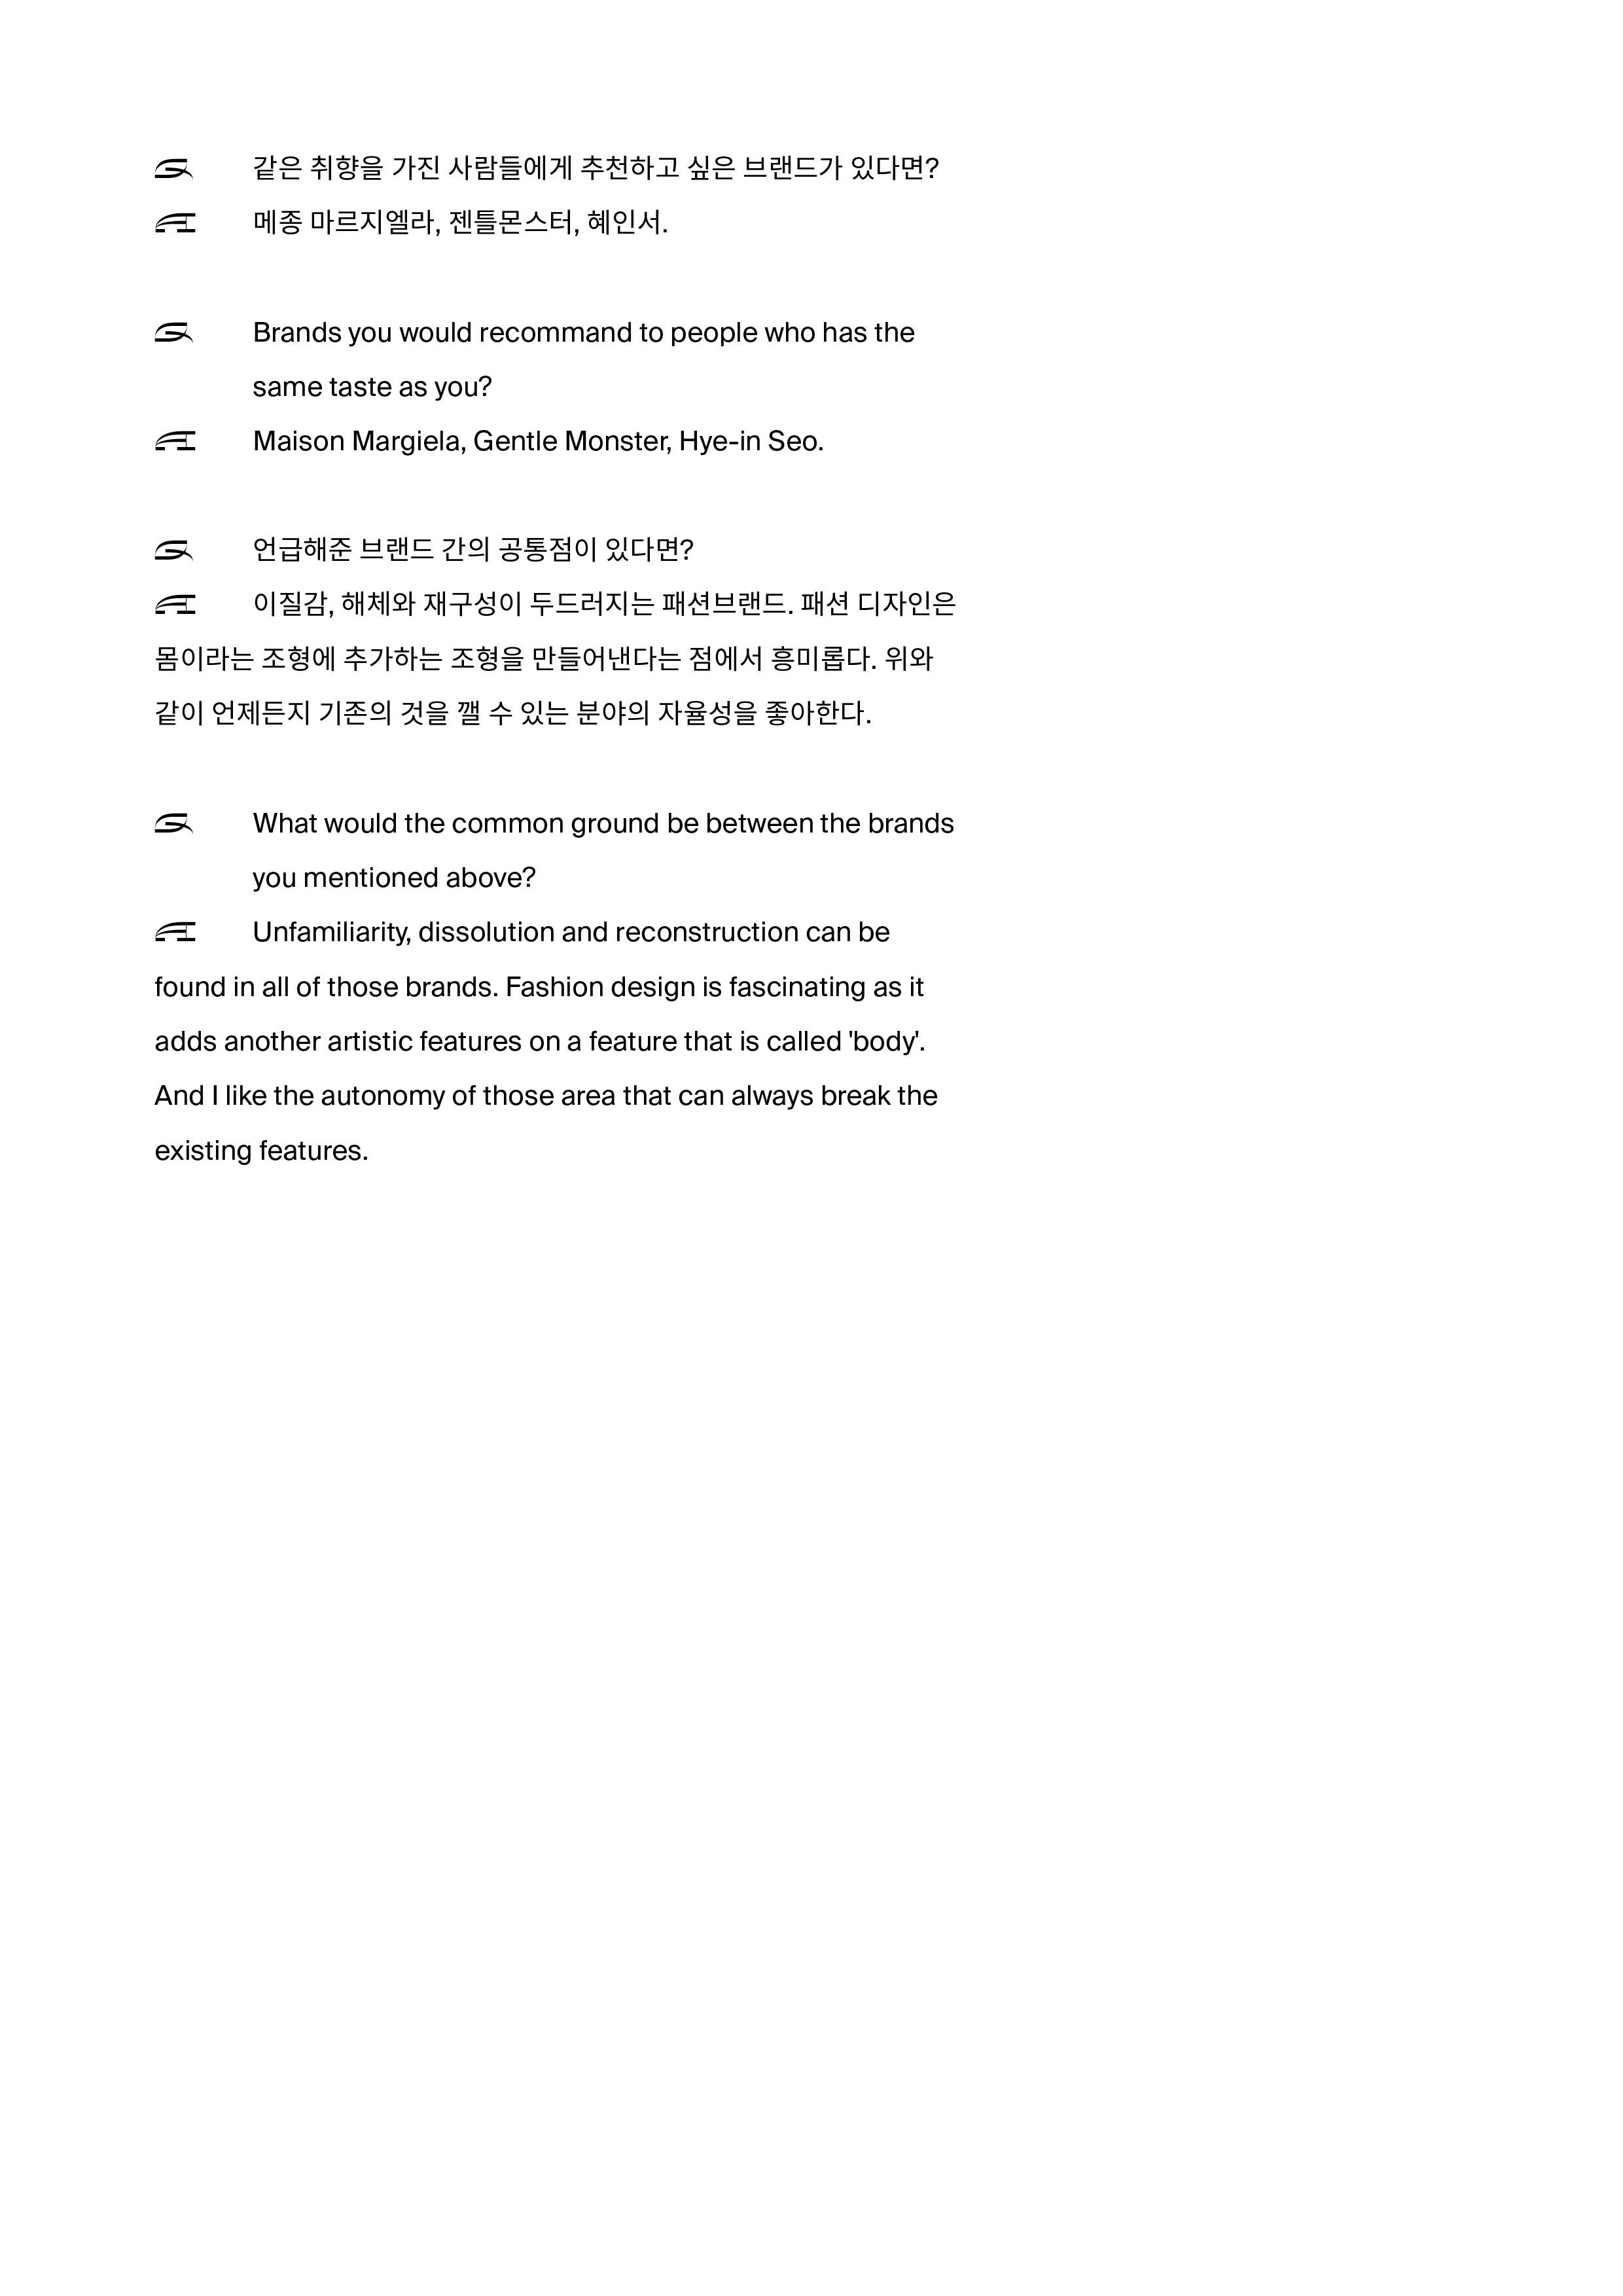 Q 같은 취향을 가진 사람들에게 추천하고 싶은 브랜드가 있다면?
A 메종 마르지엘라, 젠틀몬스터, 혜인서.
Q Brands you would recommand to people who has the
same taste as you?
A Maison Margiela, Gentle Monster, Hye-in Seo.
Q 언급해준 브랜드 간의 공통점이 있다면?
A 이질감, 해체와 재구성이 두드러지는 패션브랜드. 패션 디자인은
몸이라는 조형에 추가하는 조형을 만들어낸다는 점에서 흥미롭다. 위와
같이 언제든지 기존의 것을 깰 수 있는 분야의 자율성을 좋아한다.
Q What would the common ground be between the brands
you mentioned above?
A Unfamiliarity, dissolution and reconstruction can be
found in all of those brands. Fashion design is fascinating as it
adds another artistic features on a feature that is called 'body'.
And I like the autonomy of those area that can always break the
existing features.